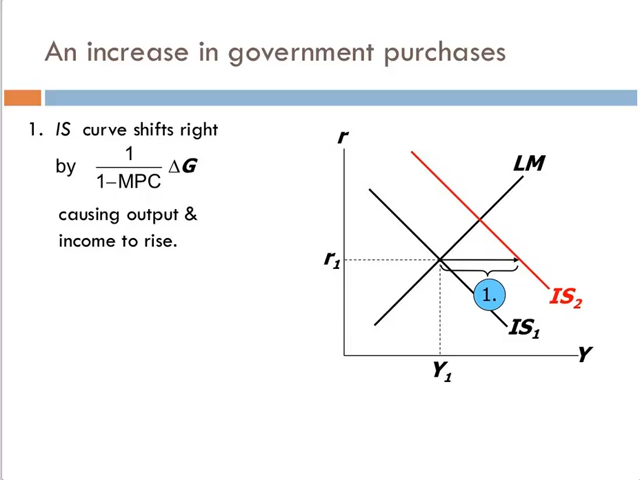 An increase in government purchases
1. IS curve shifts right
by 1/(1–MPC) ΔG
causing output &
income to rise.
r
LM
r₁
1.
IS₂
IS₁
Y
Y₁